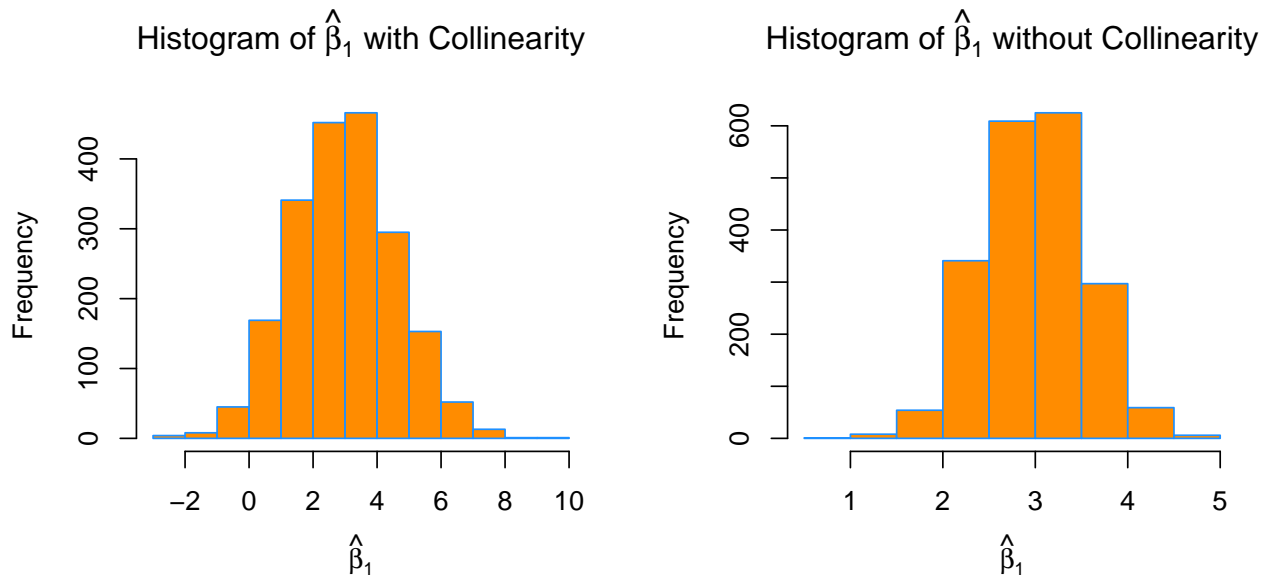 Histogram of β̂₁ with Collinearity
Frequency
0 100 200 300 400
−2 0 2 4 6 8 10
β̂₁
Histogram of β̂₁ without Collinearity
Frequency
0 200 400 600
1 2 3 4 5
β̂₁